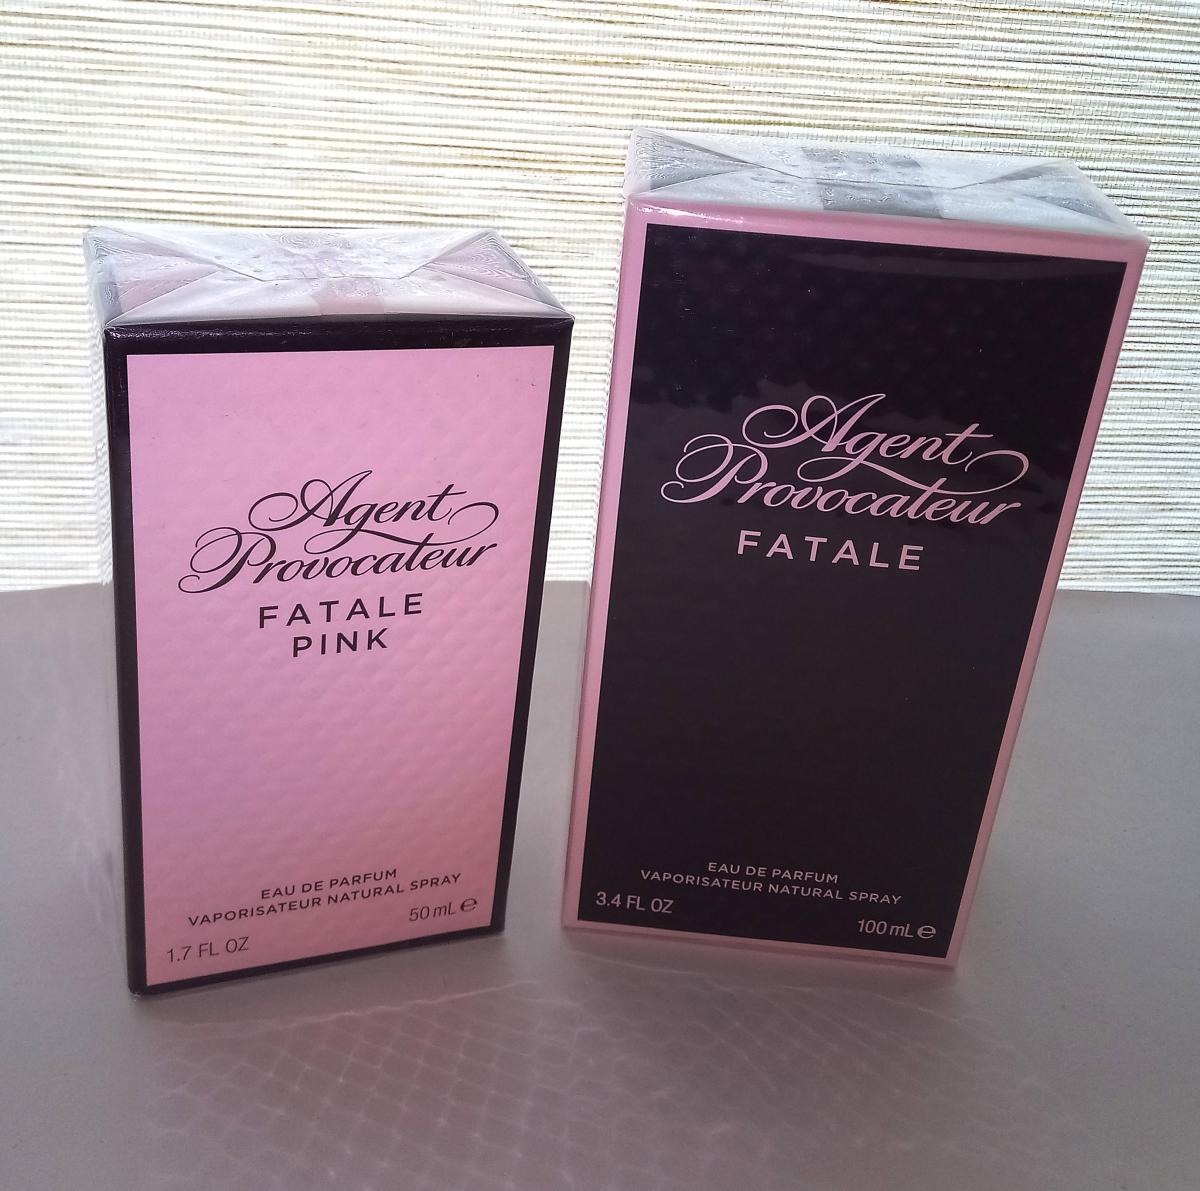 Agent
Provocateur
FATALE
PINK
EAU DE PARFUM
VAPORISATEUR NATURAL SPRAY
50 mL ℮
1.7 FL OZ
Agent
Provocateur
FATALE
EAU DE PARFUM
VAPORISATEUR NATURAL SPRAY
3.4 FL OZ
100 mL ℮